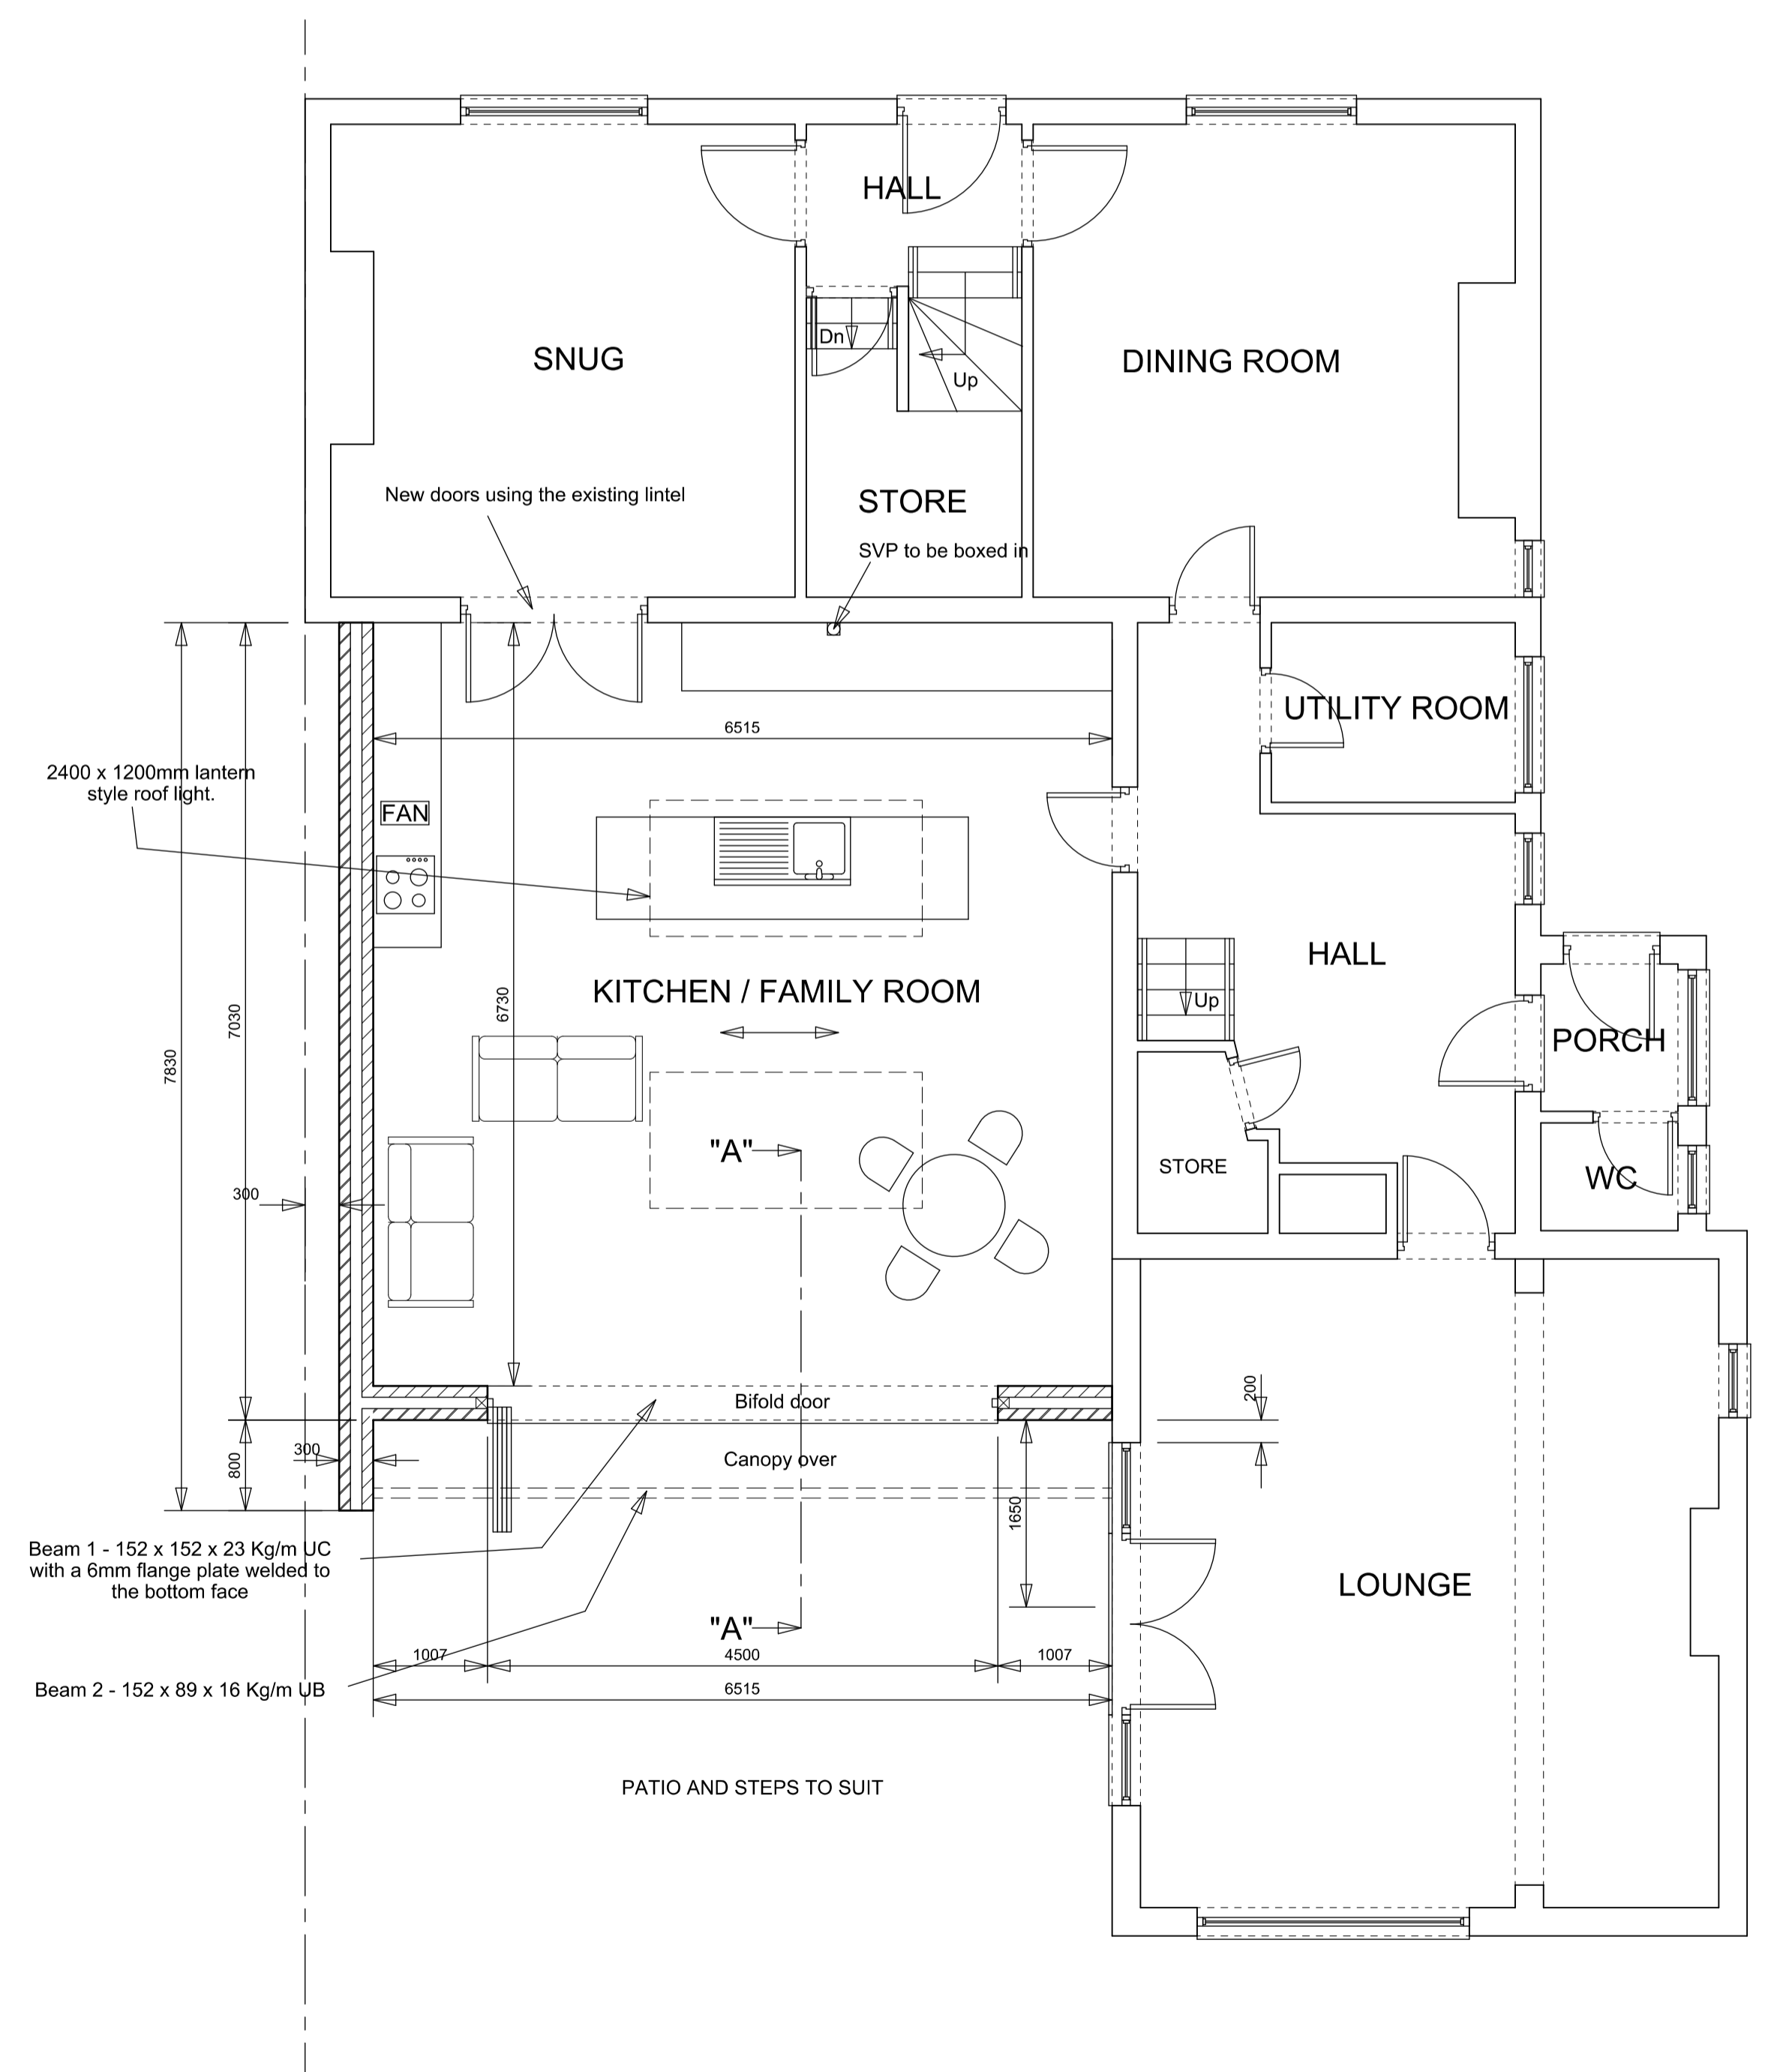 HALL
Dn
Up
SNUG
DINING ROOM
New doors using the existing lintel
STORE
SVP to be boxed in
UTILITY ROOM
6515
2400 x 1200mm lantern
style roof light.
FAN
HALL
KITCHEN / FAMILY ROOM
6730
7030
7830
Up
PORCH
"A"
STORE
WC
300
200
Bifold door
300
800
Canopy over
1650
Beam 1 - 152 x 152 x 23 Kg/m UC
with a 6mm flange plate welded to
the bottom face
LOUNGE
"A"
1007
4500
1007
Beam 2 - 152 x 89 x 16 Kg/m UB
6515
PATIO AND STEPS TO SUIT